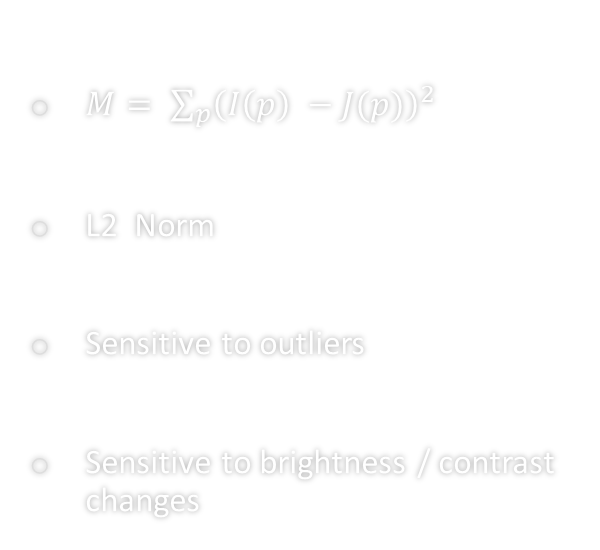 ○ M = ∑ₚ(I(p) − J(p))²
○ L2 Norm
○ Sensitive to outliers
○ Sensitive to brightness / contrast
changes